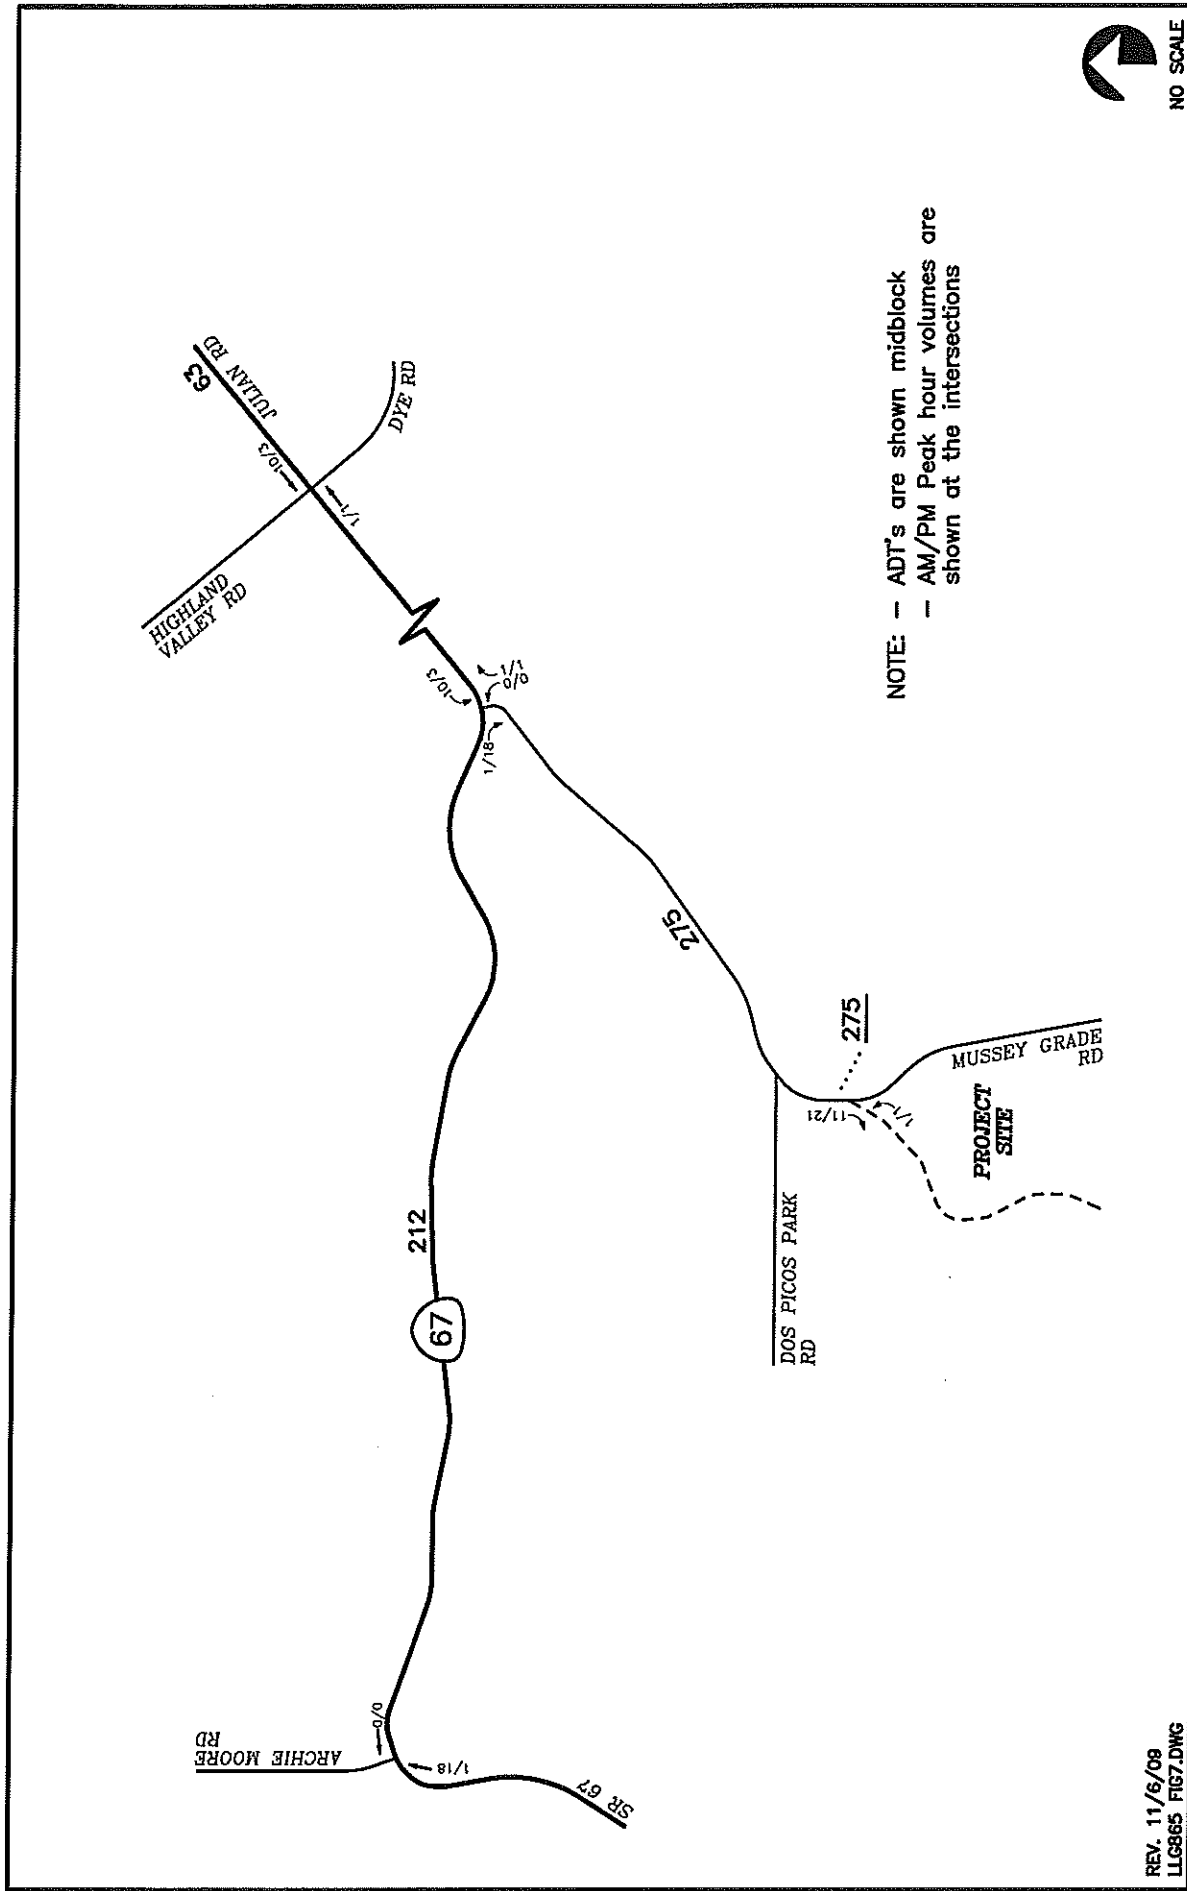 NO SCALE
63
JULIAN RD
10/3
DYE RD
1/1
HIGHLAND
VALLEY RD
10/3
1/1
0/0
1/18
NOTE: - ADT's are shown midblock
- AM/PM Peak hour volumes are
shown at the intersections
275
275
MUSSEY GRADE
RD
11/21
1/1
PROJECT
SITE
DOS PICOS PARK
RD
212
67
0/0
ARCHIE MOORE
RD
1/18
SR 67
REV. 11/6/09
LLG865 FIG7.DWG